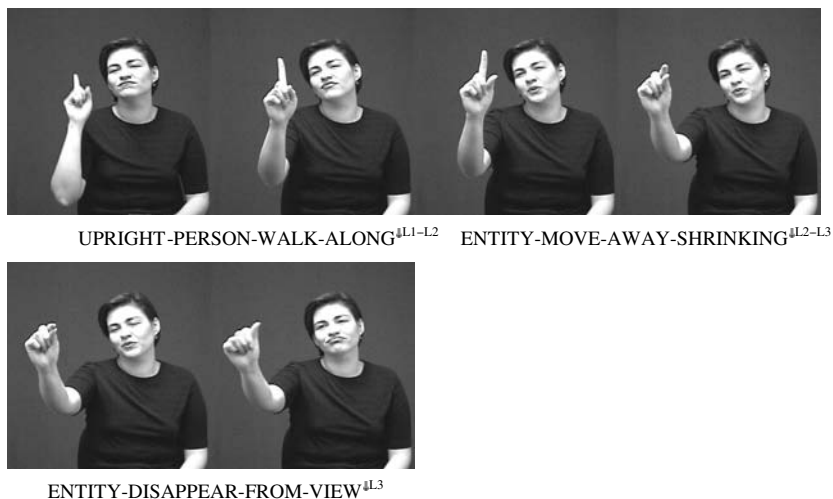 UPRIGHT-PERSON-WALK-ALONG⇓L1–L2 ENTITY-MOVE-AWAY-SHRINKING⇓L2–L3
ENTITY-DISAPPEAR-FROM-VIEW⇓L3